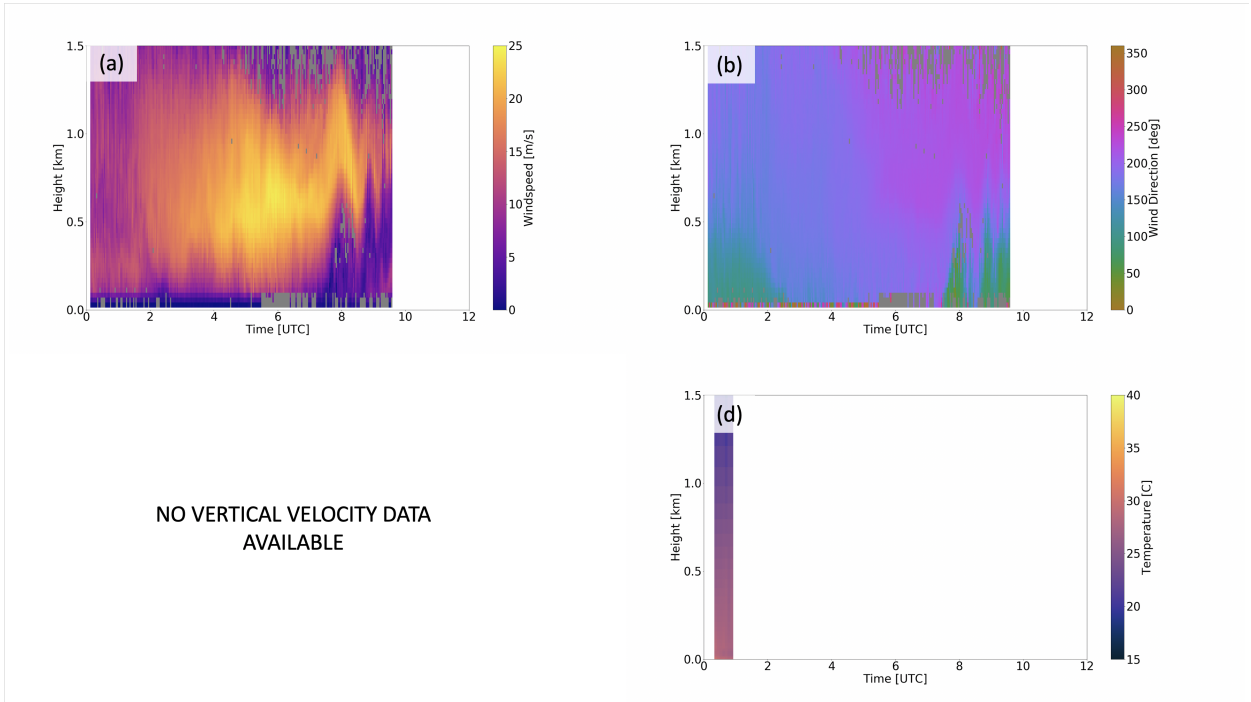 (a)
1.5
1.0
0.5
0.0
Height [km]
0 2 4 6 8 10 12
Time [UTC]
25
20
15
10
5
0
Windspeed [m/s]
(b)
1.5
1.0
0.5
0.0
Height [km]
0 2 4 6 8 10 12
Time [UTC]
350
300
250
200
150
100
50
0
Wind Direction [deg]
NO VERTICAL VELOCITY DATA
AVAILABLE
(d)
1.5
1.0
0.5
0.0
Height [km]
0 2 4 6 8 10 12
Time [UTC]
40
35
30
25
20
15
Temperature [C]